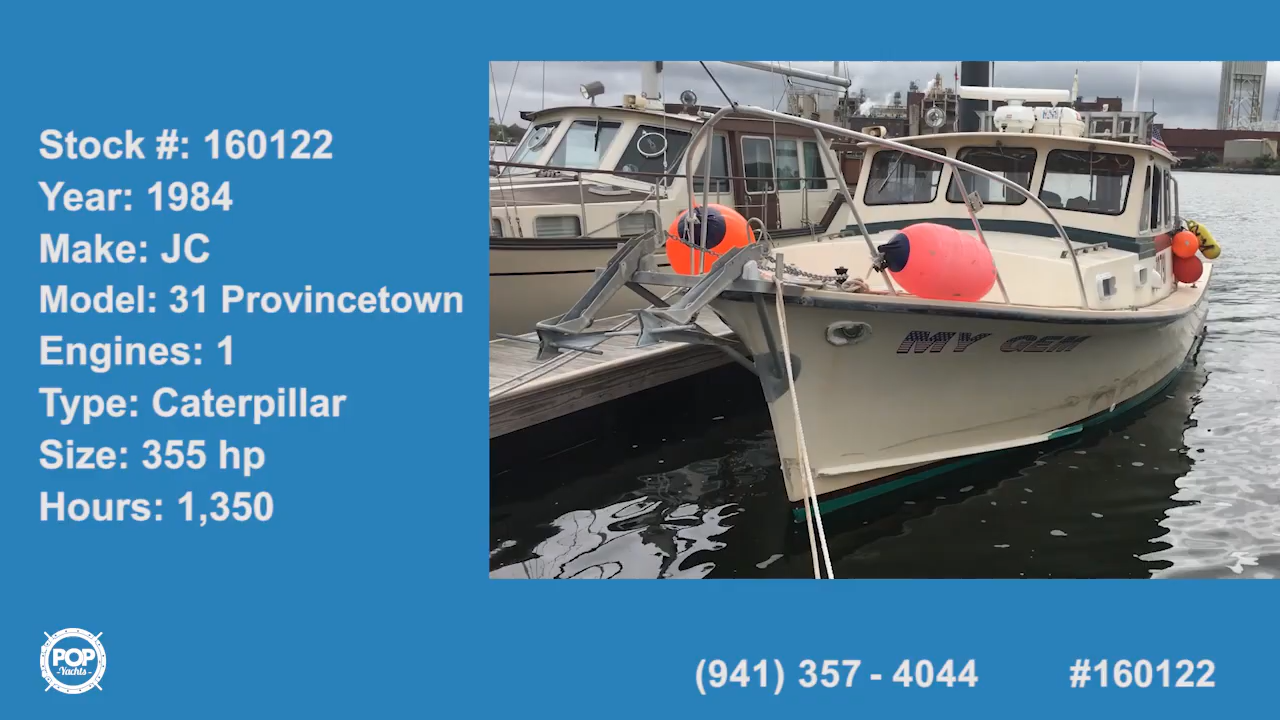 Stock #: 160122
Year: 1984
Make: JC
Model: 31 Provincetown
Engines: 1
Type: Caterpillar
Size: 355 hp
Hours: 1,350
MY GEM
POP
-Yachts-
(941) 357 - 4044
#160122